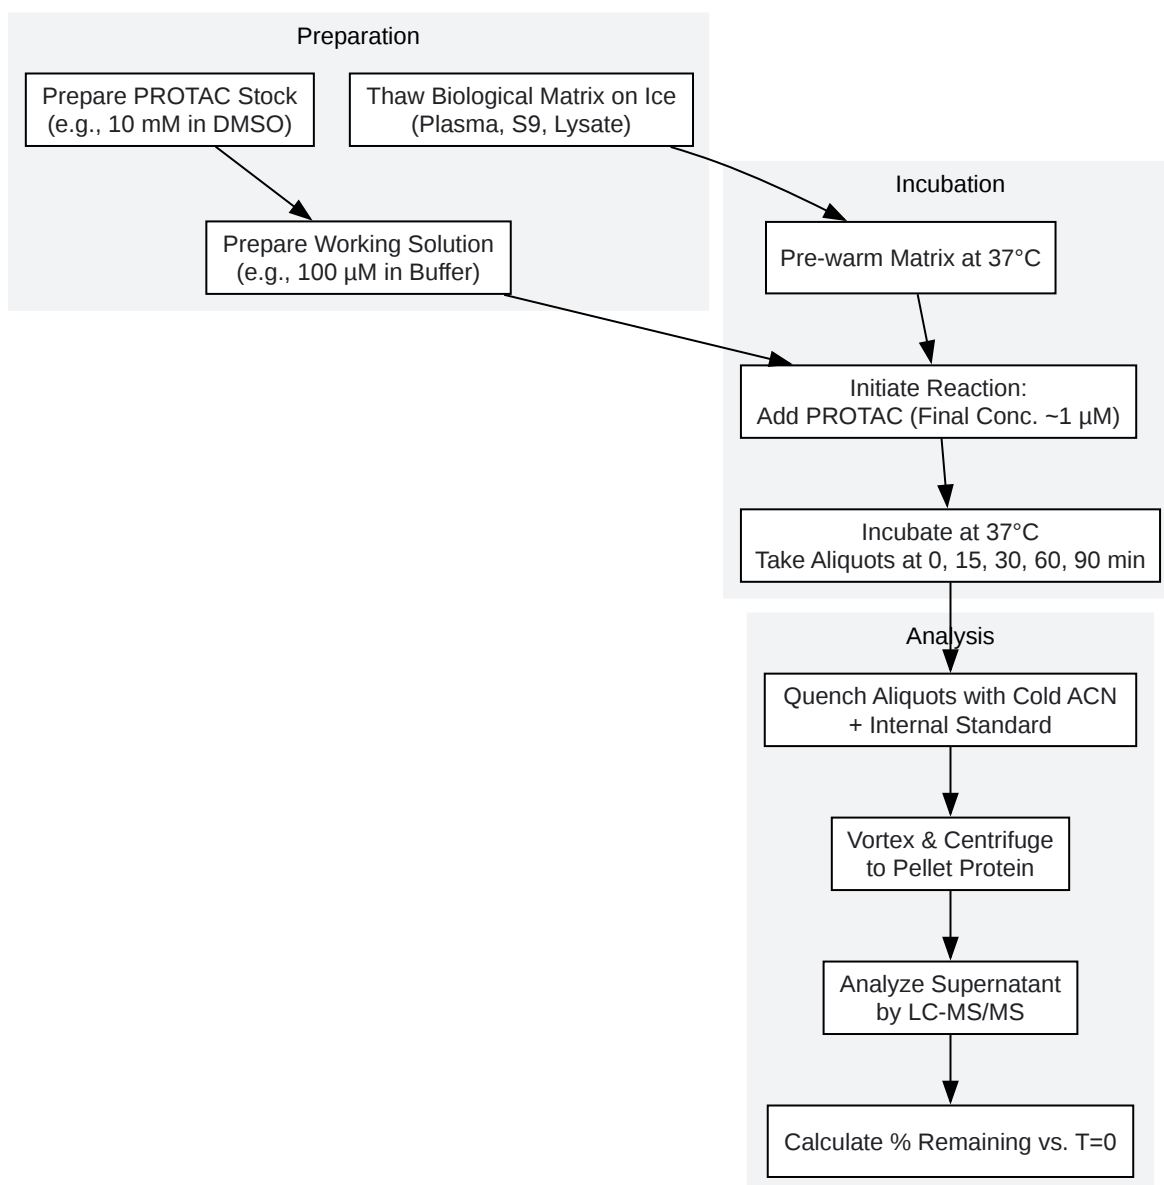 Preparation
Prepare PROTAC Stock
(e.g., 10 mM in DMSO)
Thaw Biological Matrix on Ice
(Plasma, S9, Lysate)
Prepare Working Solution
(e.g., 100 µM in Buffer)
Incubation
Pre-warm Matrix at 37°C
Initiate Reaction:
Add PROTAC (Final Conc. ~1 µM)
Incubate at 37°C
Take Aliquots at 0, 15, 30, 60, 90 min
Analysis
Quench Aliquots with Cold ACN
+ Internal Standard
Vortex & Centrifuge
to Pellet Protein
Analyze Supernatant
by LC-MS/MS
Calculate % Remaining vs. T=0